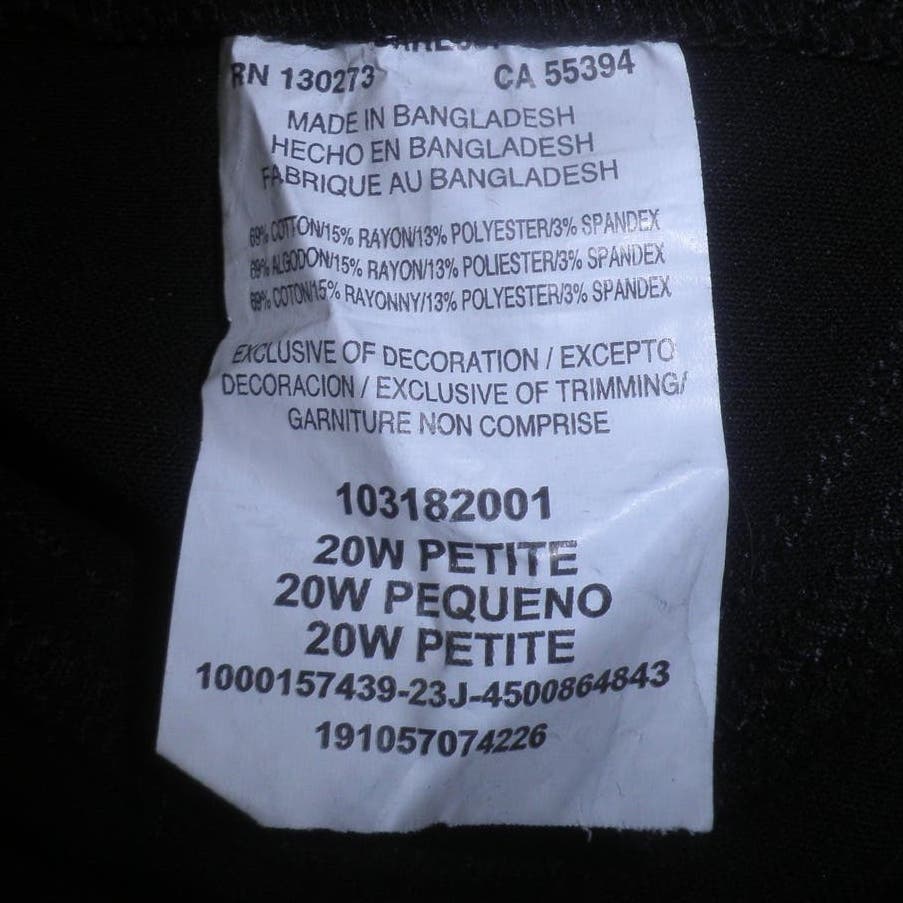 RN 130273 CA 55394
MADE IN BANGLADESH
HECHO EN BANGLADESH
FABRIQUE AU BANGLADESH
69% COTTON/15% RAYON/13% POLYESTER/3% SPANDEX
69% ALGODON/15% RAYON/13% POLIESTER/3% SPANDEX
69% COTON/15% RAYONNY/13% POLYESTER/3% SPANDEX
EXCLUSIVE OF DECORATION / EXCEPTO
DECORACION / EXCLUSIVE OF TRIMMING/
GARNITURE NON COMPRISE
103182001
20W PETITE
20W PEQUENO
20W PETITE
1000157439-23J-4500864843
191057074226